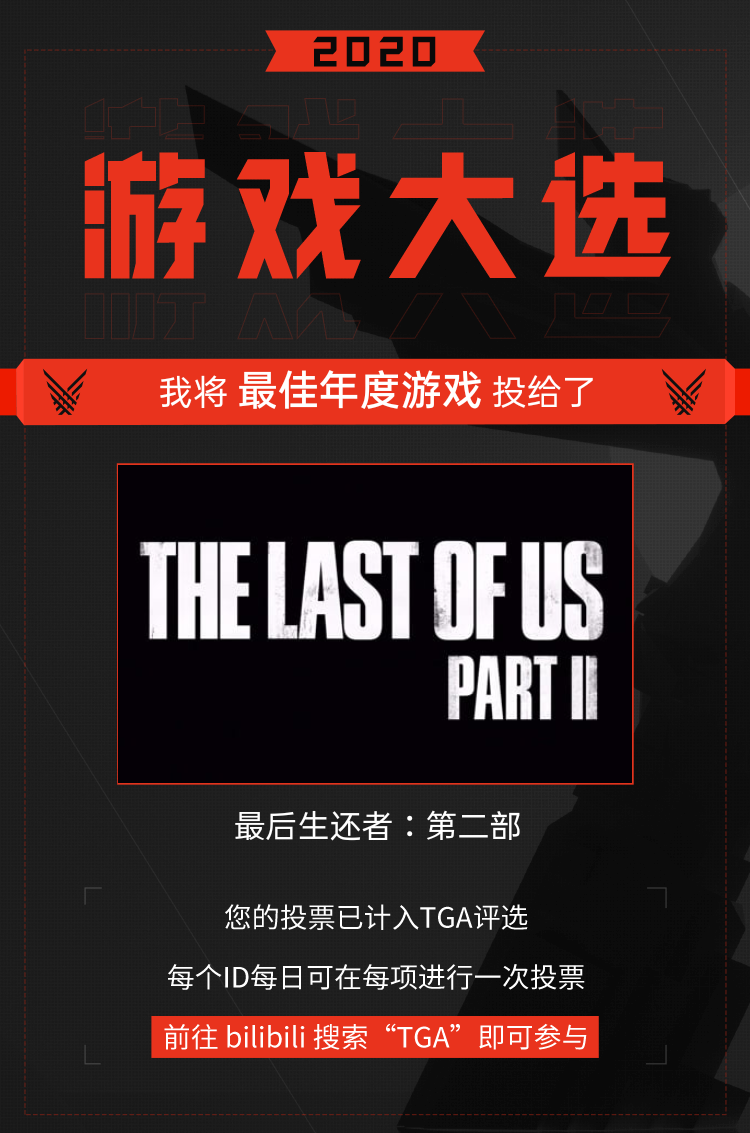 2020
游戏大选
我将 最佳年度游戏 投给了
THE LAST OF US
PART II
最后生还者：第二部
您的投票已计入TGA评选
每个ID每日可在每项进行一次投票
前往 bilibili 搜索“TGA”即可参与